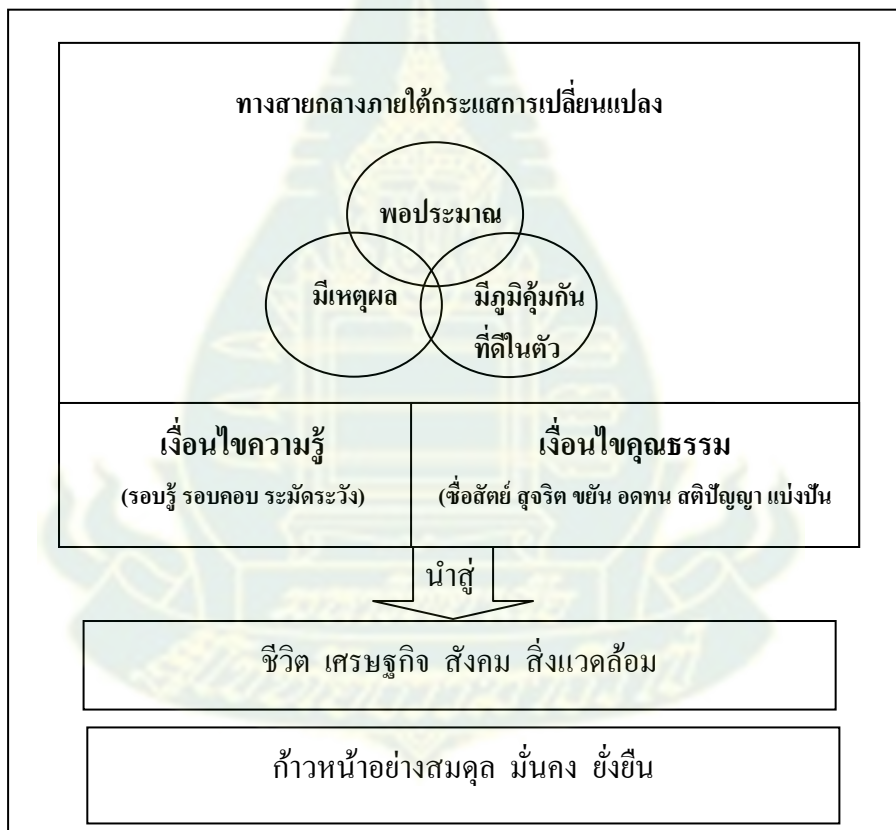 ทางสายกลางภายใต้กระแสการเปลี่ยนแปลง
พอประมาณ
มีเหตุผล
มีภูมิคุ้มกัน
ที่ดีในตัว
เงื่อนไขความรู้
(รอบรู้ รอบคอบ ระมัดระวัง)
เงื่อนไขคุณธรรม
(ซื่อสัตย์ สุจริต ขยัน อดทน สติปัญญา แบ่งปัน
นำสู่
ชีวิต เศรษฐกิจ สังคม สิ่งแวดล้อม
ก้าวหน้าอย่างสมดุล มั่นคง ยั่งยืน